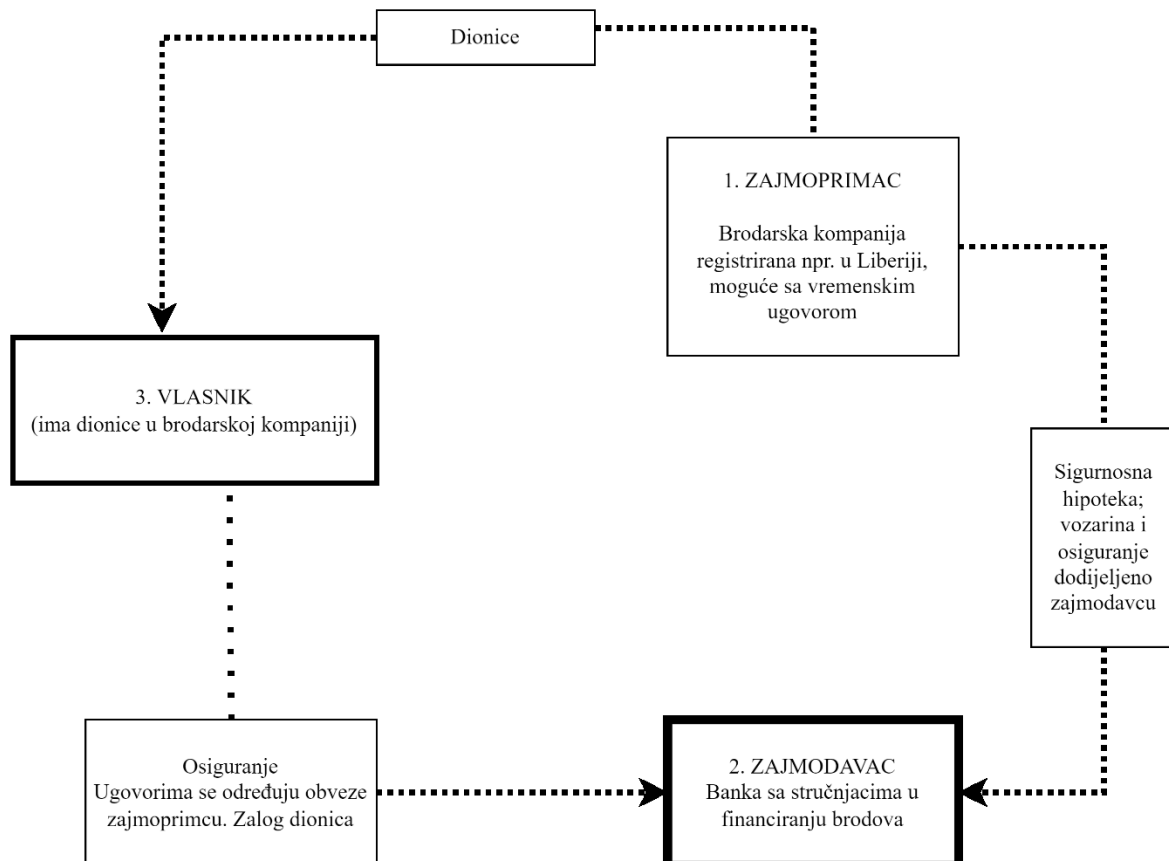 Dionice
1. ZAJMOPRIMAC
Brodarska kompanija
registrirana npr. u Liberiji,
moguće sa vremenskim
ugovorom
3. VLASNIK
(ima dionice u brodarskoj kompaniji)
Sigurnosna
hipoteka;
vozarina i
osiguranje
dodijeljeno
zajmodavcu
Osiguranje
Ugovorima se određuju obveze
zajmoprimcu. Zalog dionica
2. ZAJMODAVAC
Banka sa stručnjacima u
financiranju brodova